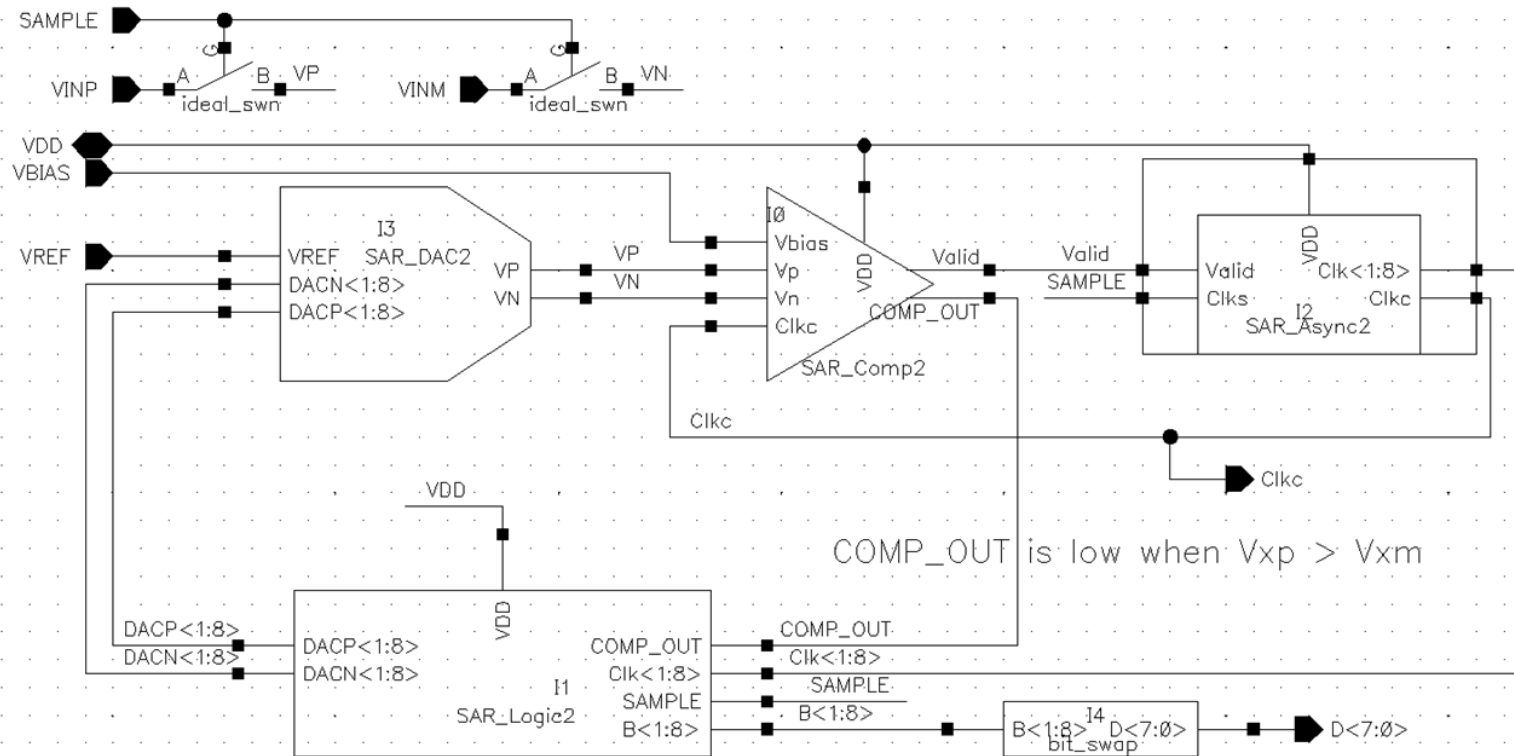 SAMPLE
G G
VINP A B VP VINM A B VN
ideal_swn ideal_swn
VDD
VBIAS
I3 I0
VREF VREF SAR_DAC2 VP VP Vbias VDD Valid Valid Valid VDD Clk<1:8>
DACN<1:8> VN VN Vp SAMPLE Clks Clkc
DACP<1:8> Vn COMP_OUT I2
Clkc SAR_Async2
SAR_Comp2
Clkc
Clkc
VDD
COMP_OUT is low when Vxp > Vxm
VDD
DACP<1:8> DACP<1:8> COMP_OUT COMP_OUT
DACN<1:8> DACN<1:8> Clk<1:8> Clk<1:8>
I1 SAMPLE SAMPLE
SAR_Logic2 B<1:8> B<1:8> I4
B<1:8> D<7:0> D<7:0>
bit_swap